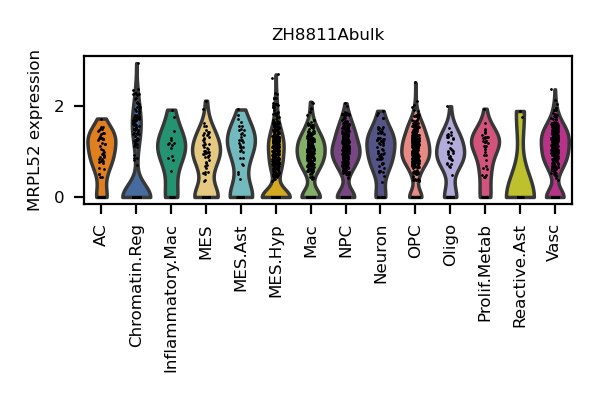 ZH8811Abulk
MRPL52 expression
2
0
AC
Chromatin.Reg
Inflammatory.Mac
MES
MES.Ast
MES.Hyp
Mac
NPC
Neuron
OPC
Oligo
Prolif.Metab
Reactive.Ast
Vasc